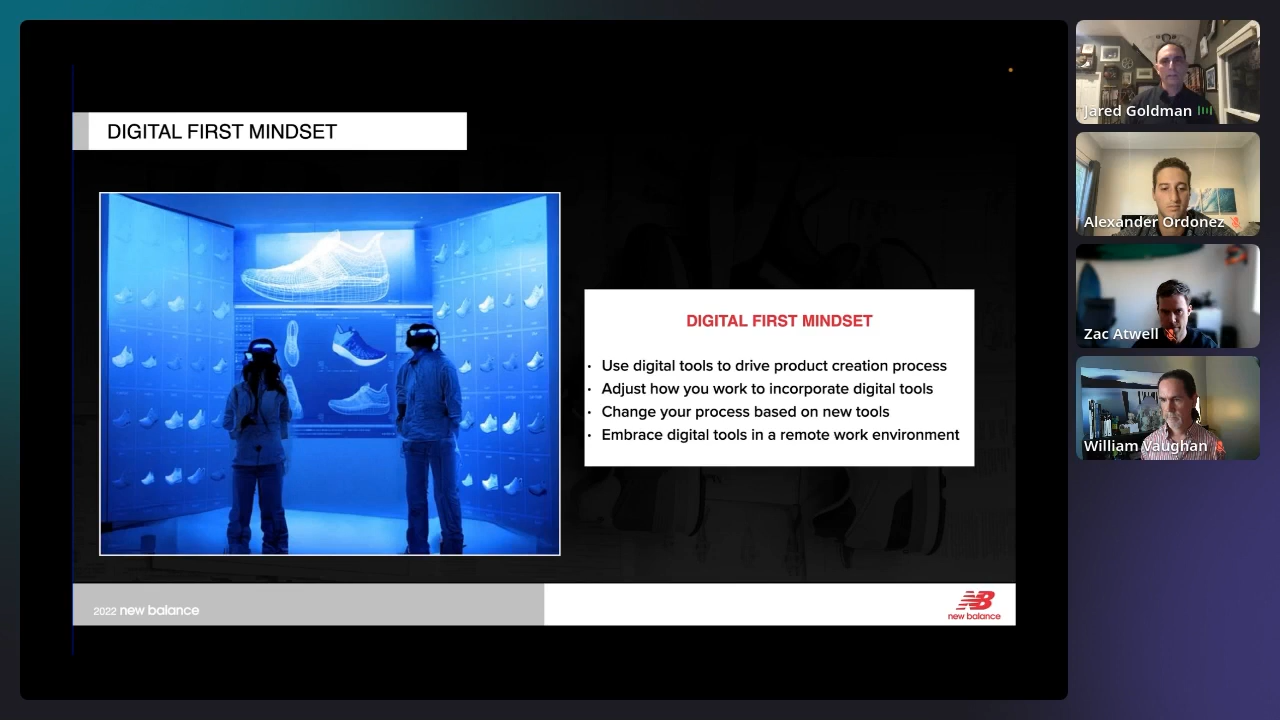 DIGITAL FIRST MINDSET
DIGITAL FIRST MINDSET
• Use digital tools to drive product creation process
• Adjust how you work to incorporate digital tools
• Change your process based on new tools
• Embrace digital tools in a remote work environment
2022 new balance
NB
new balance
Jared Goldman
Alexander Ordonez
Zac Atwell
William Vaughan